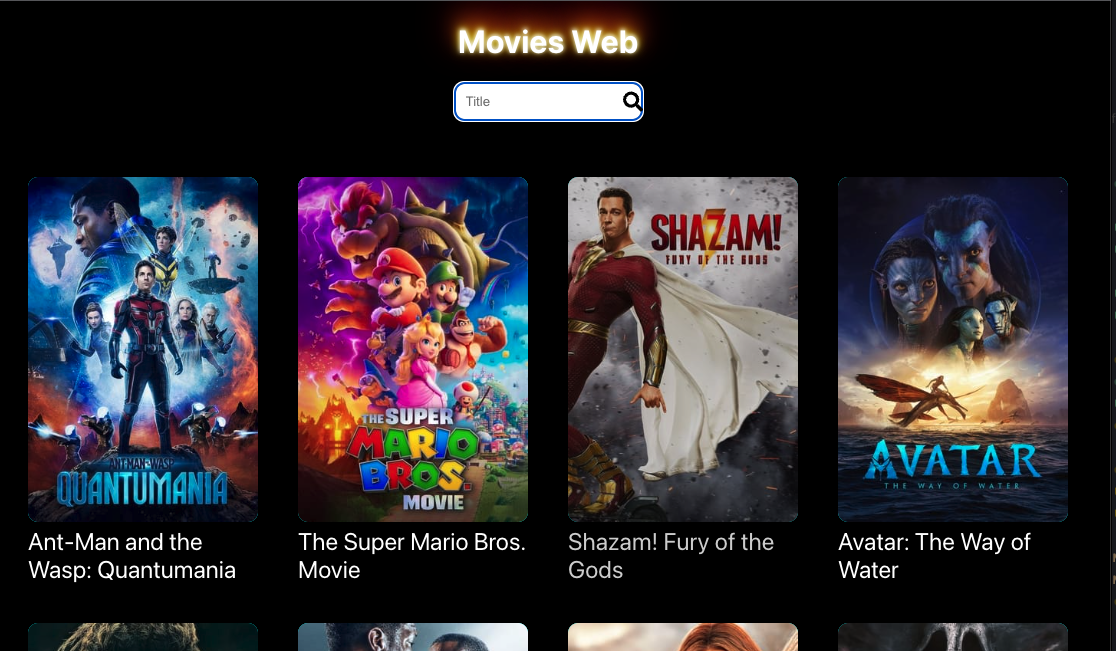 Movies Web
Title
ANT-MAN AND THE WASP
QUANTUMANIA
THE SUPER
MARIO
BROS.
MOVIE
SHAZAM!
FURY OF THE GODS
AVATAR
THE WAY OF WATER
Ant-Man and the
Wasp: Quantumania
The Super Mario Bros.
Movie
Shazam! Fury of the
Gods
Avatar: The Way of
Water